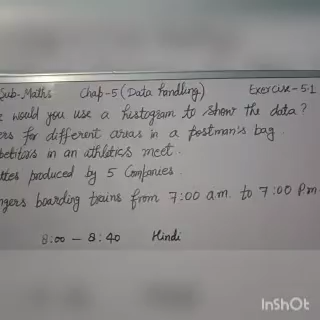 Sub-Maths Chap-5 (Data handling) Exercise-5.1
would you use a histogram to show the data?
ers for different areas in a postman's bag.
petitors in an athletics meet.
ttes produced by 5 Companies.
ngers boarding trains from 7:00 a.m. to 7:00 P.m
8:00 - 8:40 Hindi
InShOt